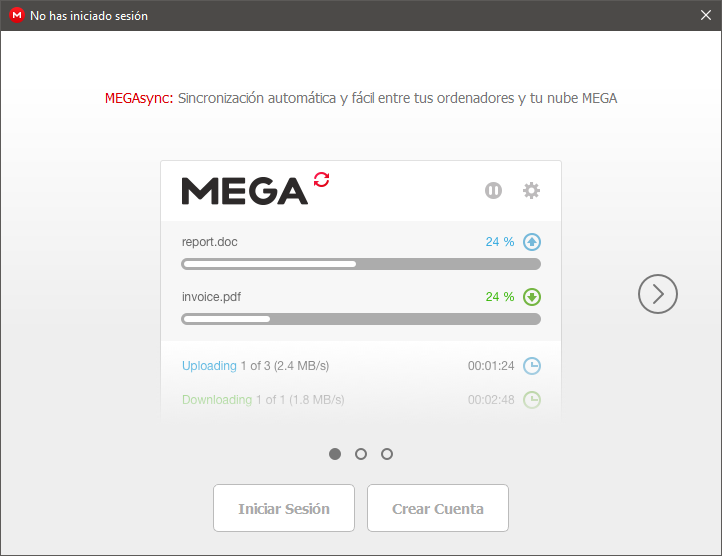 No has iniciado sesión
MEGAsync: Sincronización automática y fácil entre tus ordenadores y tu nube MEGA
MEGA
report.doc 24 %
invoice.pdf 24 %
Uploading 1 of 3 (2.4 MB/s) 00:01:24
Downloading 1 of 1 (1.8 MB/s) 00:02:48
Iniciar Sesión Crear Cuenta